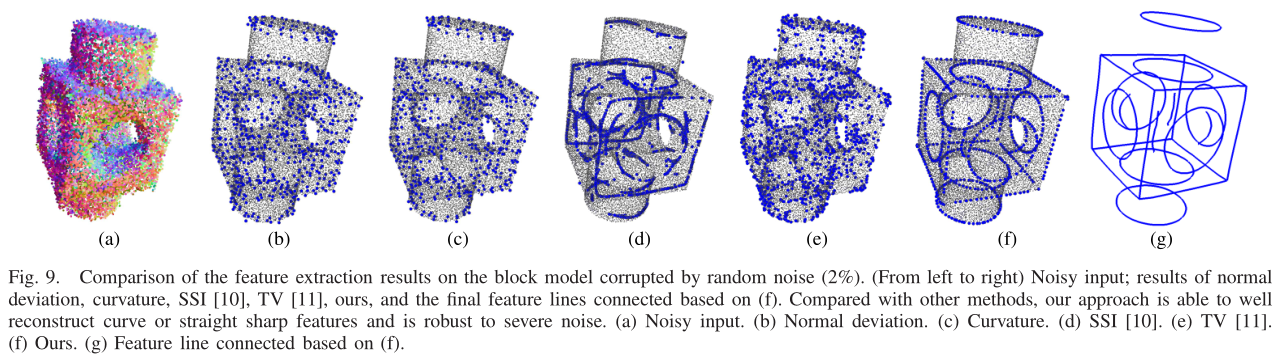 (a) (b) (c) (d) (e) (f) (g)
Fig. 9. Comparison of the feature extraction results on the block model corrupted by random noise (2%). (From left to right) Noisy input; results of normal
deviation, curvature, SSI [10], TV [11], ours, and the final feature lines connected based on (f). Compared with other methods, our approach is able to well
reconstruct curve or straight sharp features and is robust to severe noise. (a) Noisy input. (b) Normal deviation. (c) Curvature. (d) SSI [10]. (e) TV [11].
(f) Ours. (g) Feature line connected based on (f).